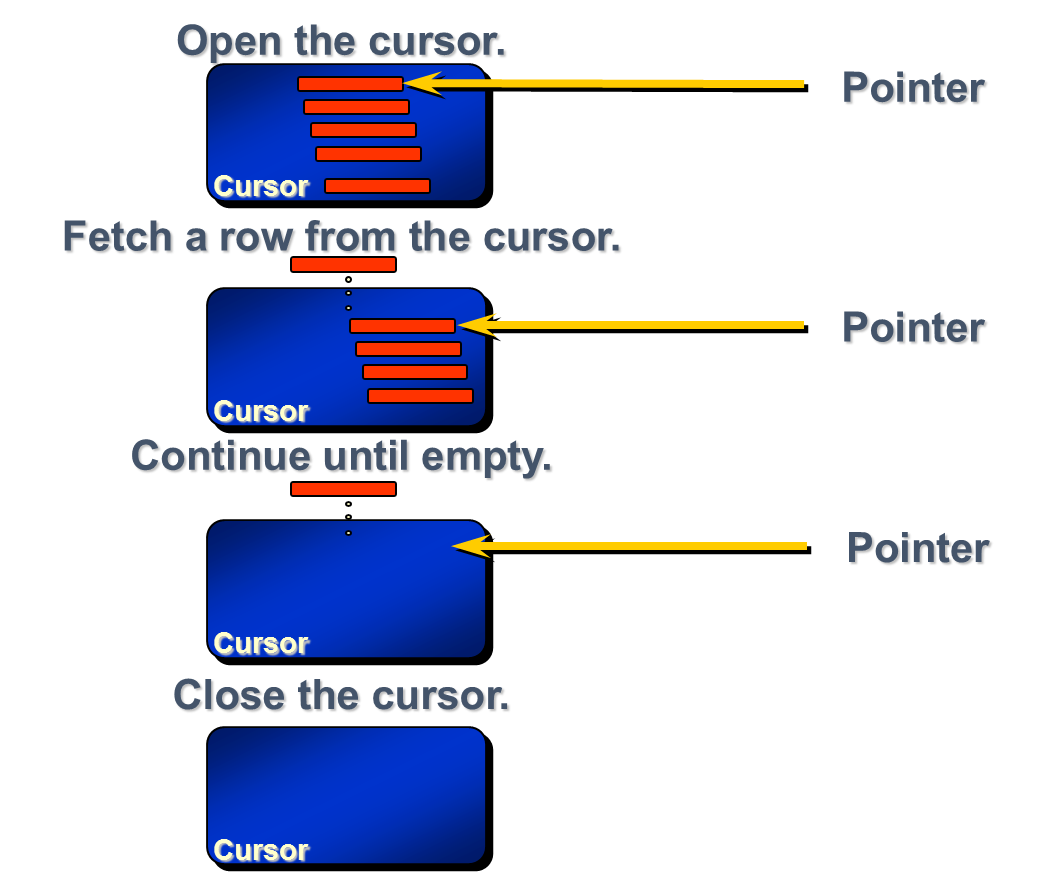 Open the cursor.
Pointer
Cursor
Fetch a row from the cursor.
Pointer
Cursor
Continue until empty.
Pointer
Cursor
Close the cursor.
Cursor